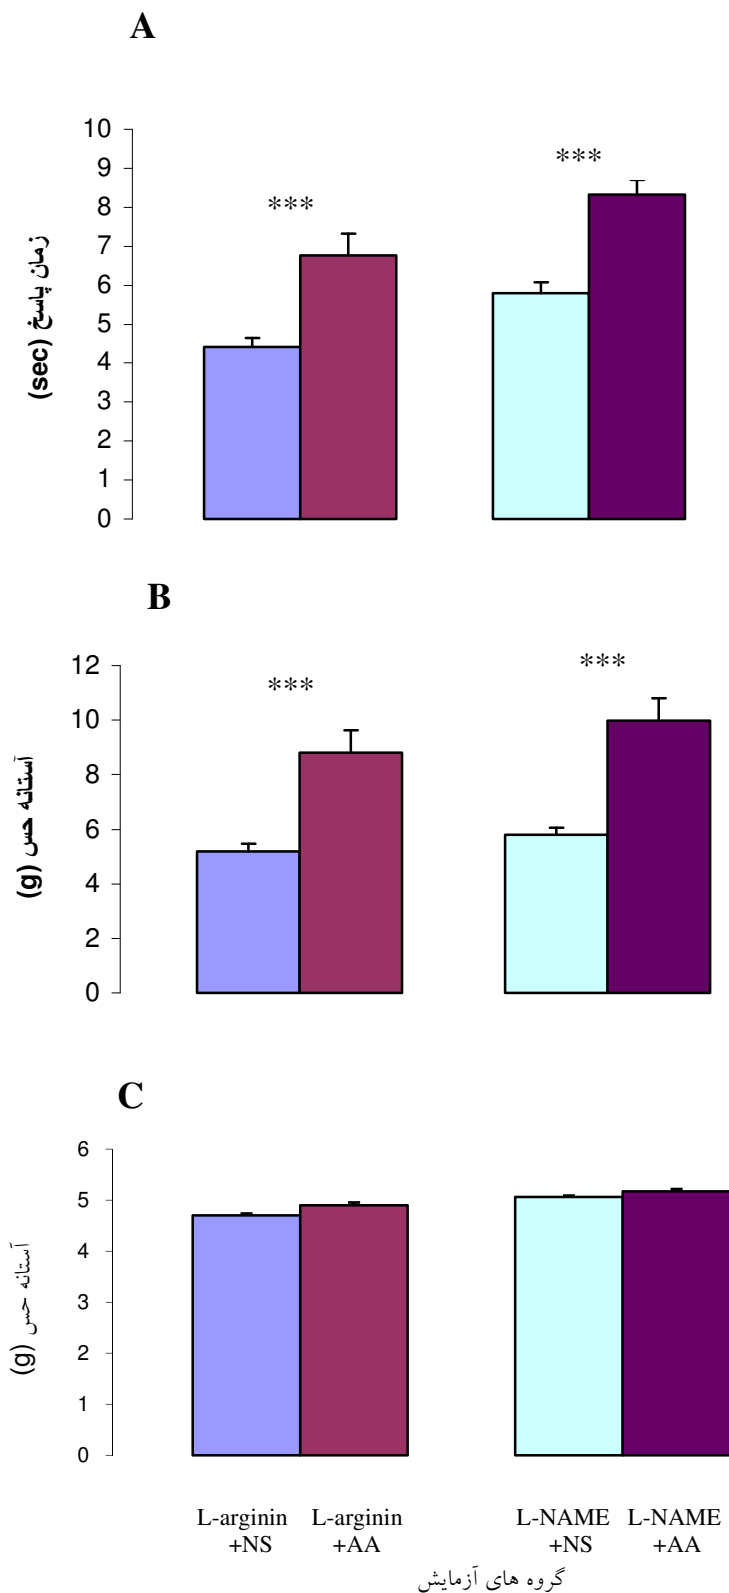 A
10
9
8
7
6
5
4
3
2
1
0
زمان پاسخ (sec)
***
***
B
12
10
8
6
4
2
0
آستانه حس (g)
***
***
C
6
5
4
3
2
1
0
آستانه حس (g)
L-arginin
+NS
L-arginin
+AA
L-NAME
+NS
L-NAME
+AA
گروه های آزمایش